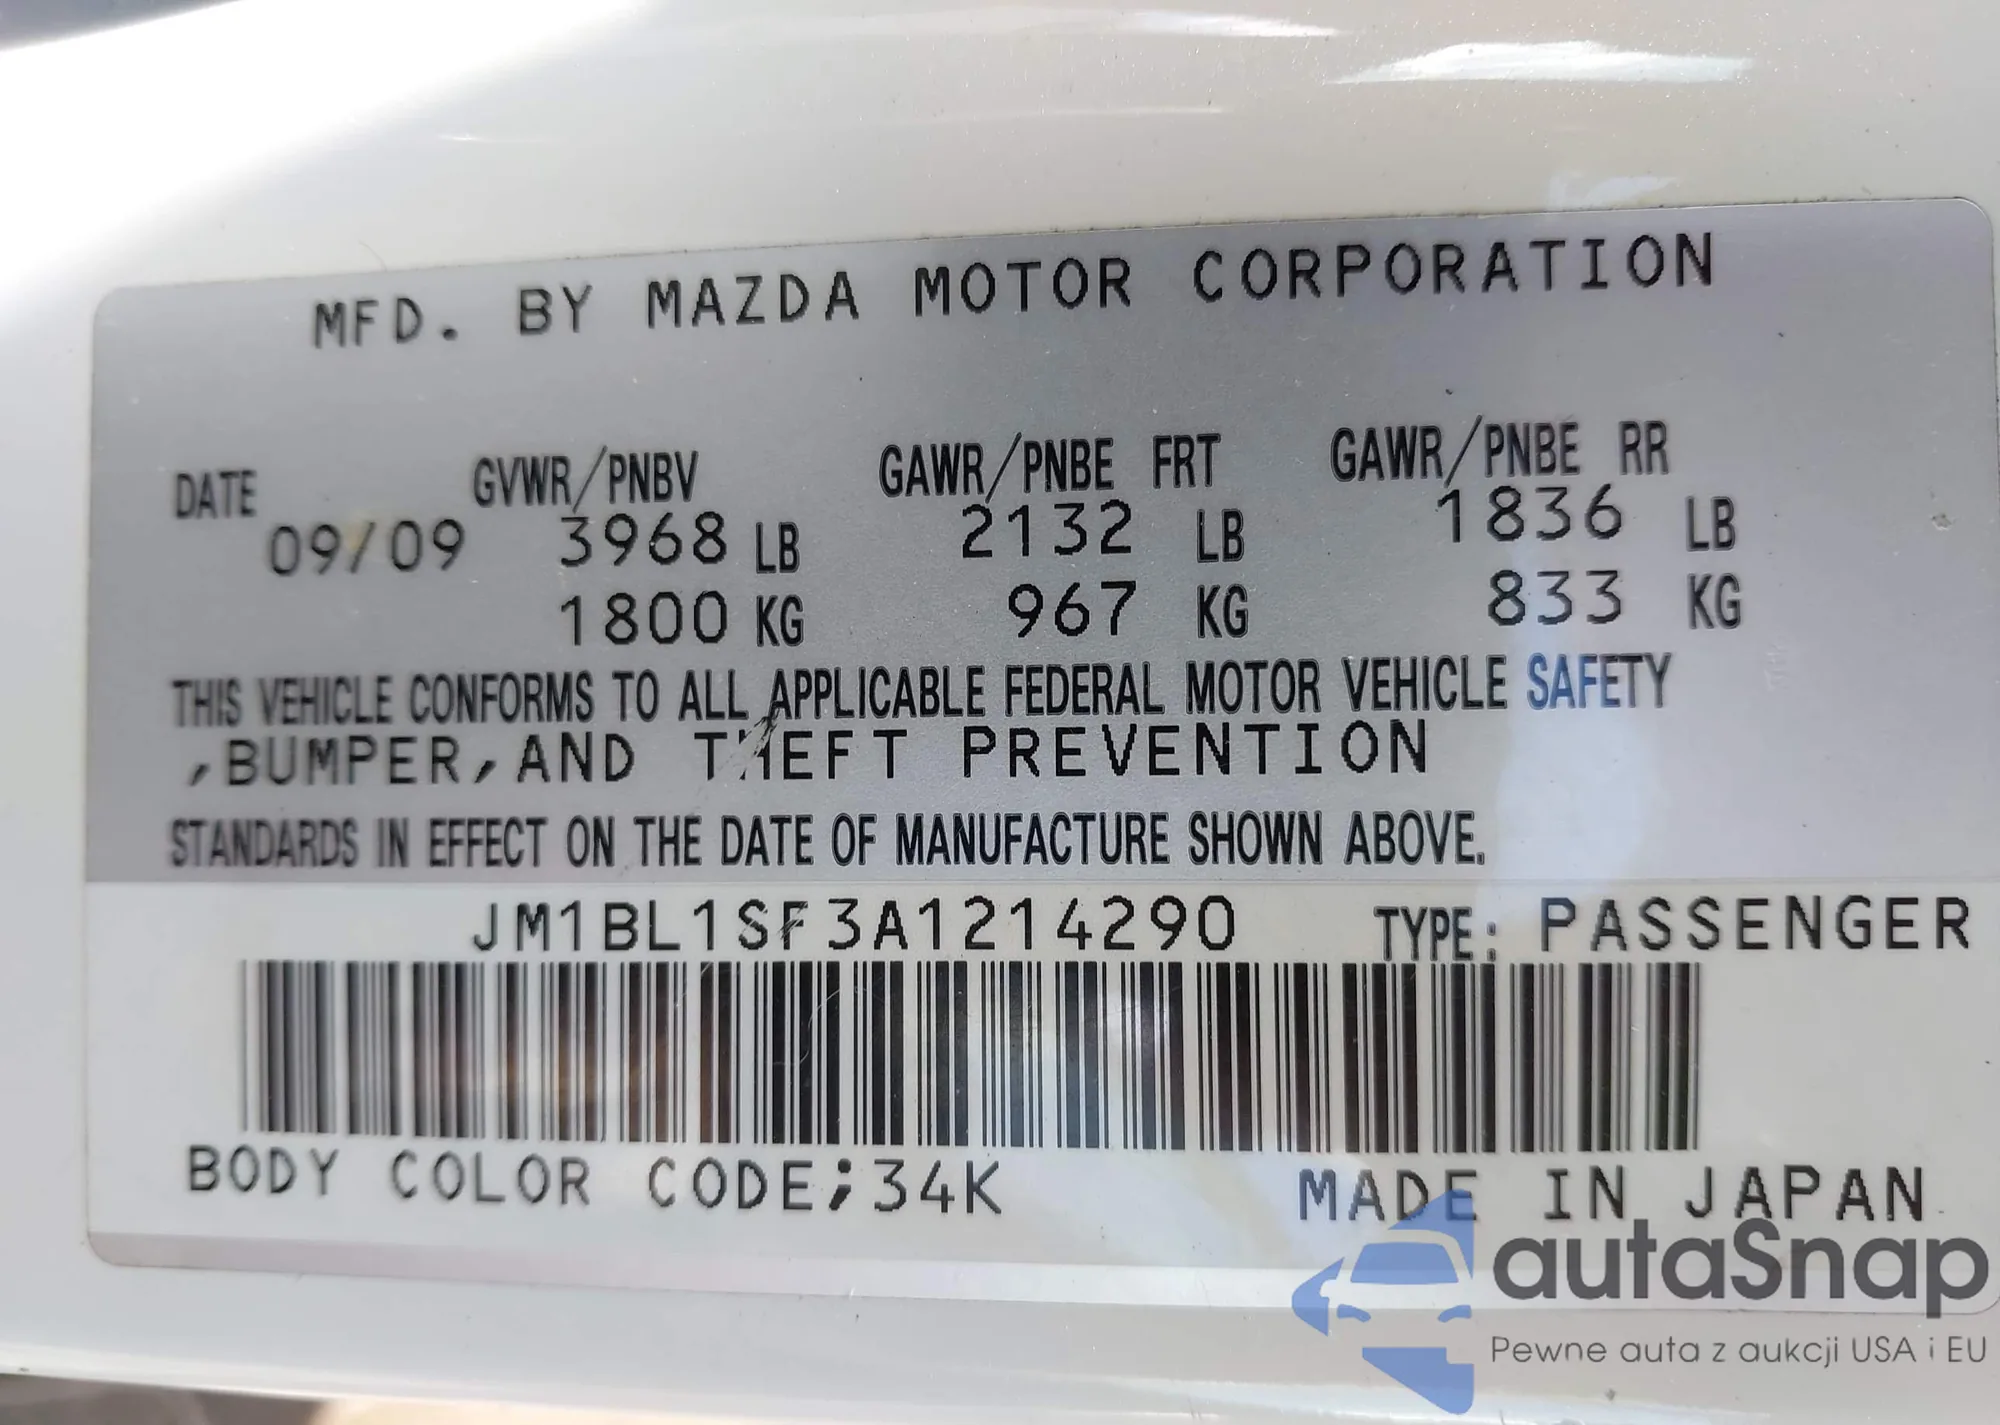 MFD. BY MAZDA MOTOR CORPORATION
DATE GVWR/PNBV GAWR/PNBE FRT GAWR/PNBE RR
09/09 3968 LB 2132 LB 1836 LB
1800 KG 967 KG 833 KG
THIS VEHICLE CONFORMS TO ALL APPLICABLE FEDERAL MOTOR VEHICLE SAFETY
,BUMPER,AND THEFT PREVENTION
STANDARDS IN EFFECT ON THE DATE OF MANUFACTURE SHOWN ABOVE.
JM1BL1SF3A1214290 TYPE: PASSENGER
BODY COLOR CODE;34K MADE IN JAPAN
autaSnap
Pewne auta z aukcji USA i EU